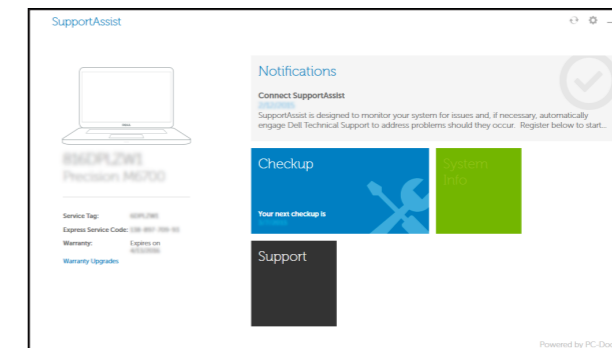 SupportAssist
Notifications
Connect SupportAssist
SupportAssist is designed to monitor your system for issues and, if necessary, automatically
engage Dell Technical Support to address problems should they occur. Register below to start...
Precision M6700
Checkup
System
Info
Your next checkup is
Service Tag:
Express Service Code:
Warranty: Expires on
Warranty Upgrades
Support
Powered by PC-Doc